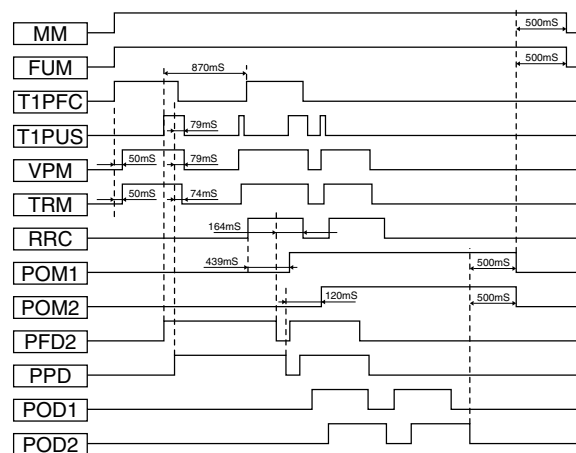 MM 500mS
FUM 500mS
870mS
T1PFC
T1PUS 79mS
VPM 50mS 79mS
TRM 50mS 74mS
RRC 164mS
POM1 439mS 500mS
POM2 120mS 500mS
PFD2
PPD
POD1
POD2